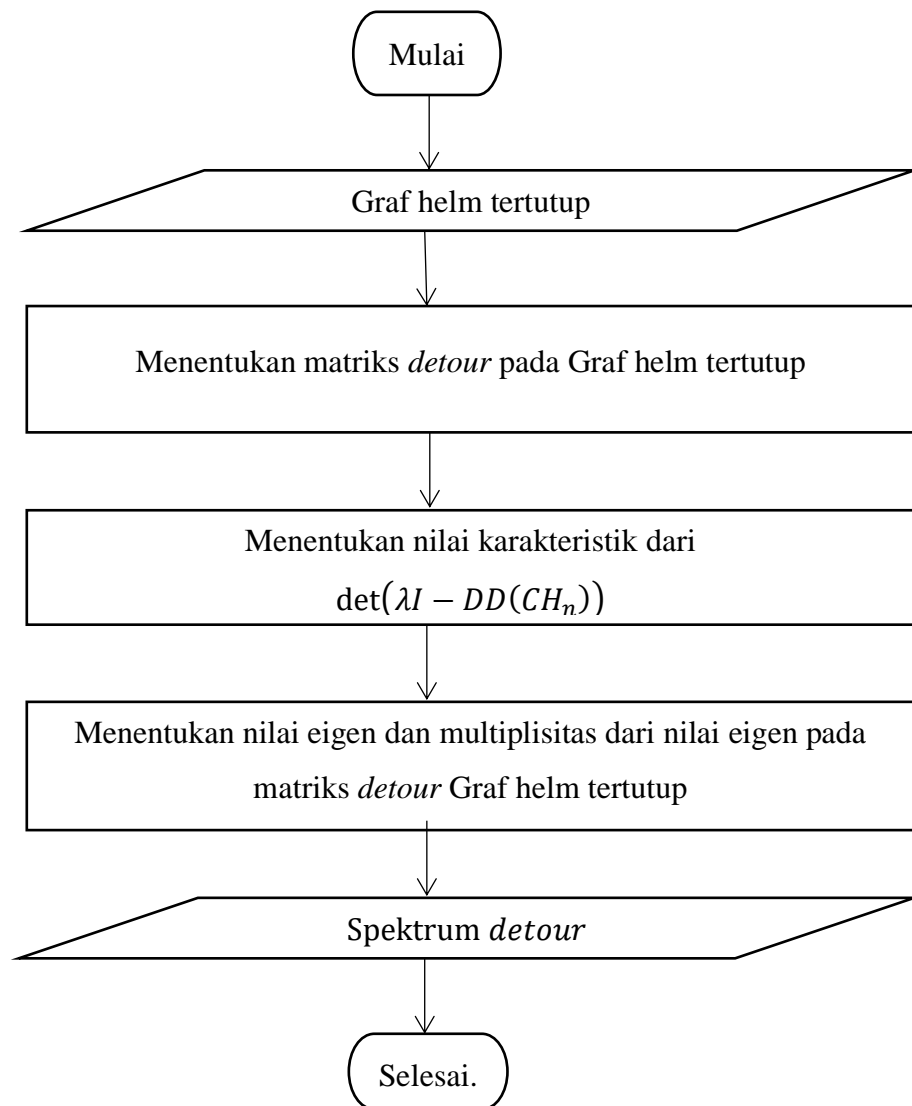 Mulai
Graf helm tertutup
Menentukan matriks detour pada Graf helm tertutup
Menentukan nilai karakteristik dari
det(λI − DD(CHₙ))
Menentukan nilai eigen dan multiplisitas dari nilai eigen pada
matriks detour Graf helm tertutup
Spektrum detour
Selesai.